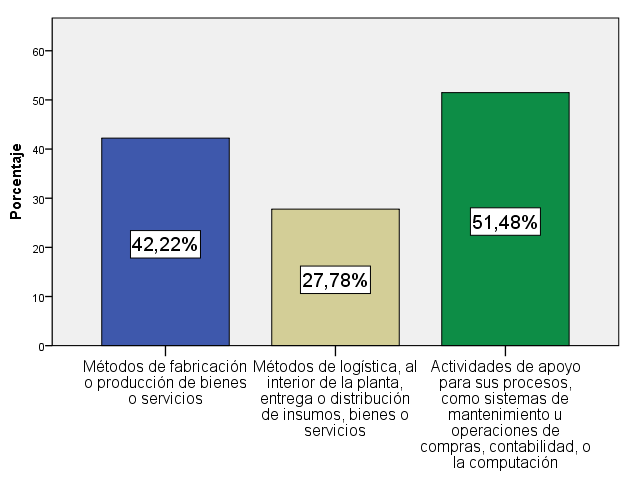 Porcentaje
60
50
40
30
20
10
0
42,22%
27,78%
51,48%
Métodos de fabricación
o producción de bienes
o servicios
Métodos de logística, al
interior de la planta,
entrega o distribución
de insumos, bienes o
servicios
Actividades de apoyo
para sus procesos,
como sistemas de
mantenimiento u
operaciones de
compras, contabilidad, o
la computación